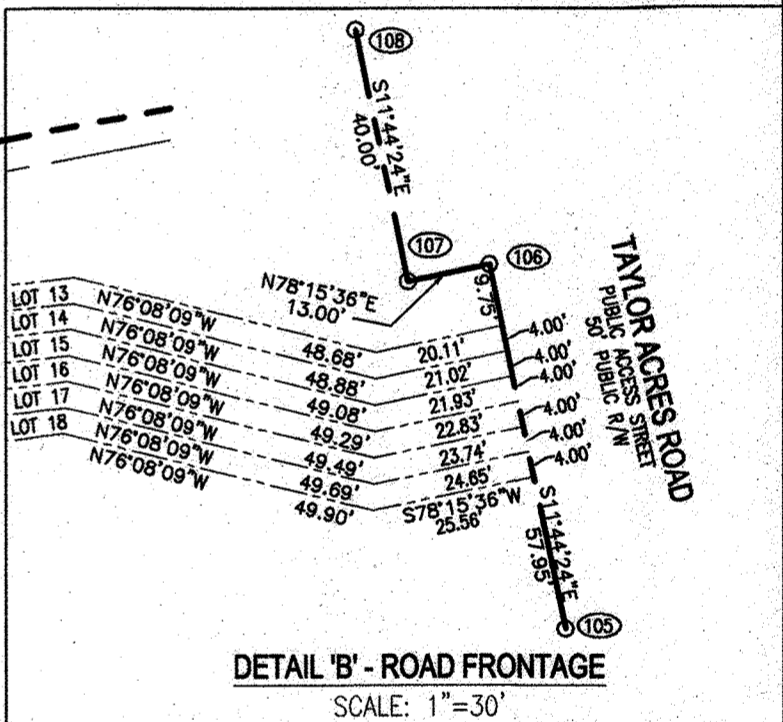 108
S11°44'24"E
40.00'
107
106
N78°15'36"E
13.00'
9.75'
TAYLOR ACRES ROAD
PUBLIC ACCESS STREET
50' PUBLIC R/W
LOT 13
LOT 14
LOT 15
LOT 16
LOT 17
LOT 18
N76°08'09"W 48.68' 20.11' 4.00'
N76°08'09"W 48.88' 21.02' 4.00'
N76°08'09"W 49.08' 21.93' 4.00'
N76°08'09"W 49.29' 22.83' 4.00'
N76°08'09"W 49.49' 23.74' 4.00'
N76°08'09"W 49.69' 24.65' 4.00'
N76°08'09"W 49.90' S78°15'36"W
25.56'
S11°44'24"E
57.95'
105
DETAIL 'B' - ROAD FRONTAGE
SCALE: 1"=30'